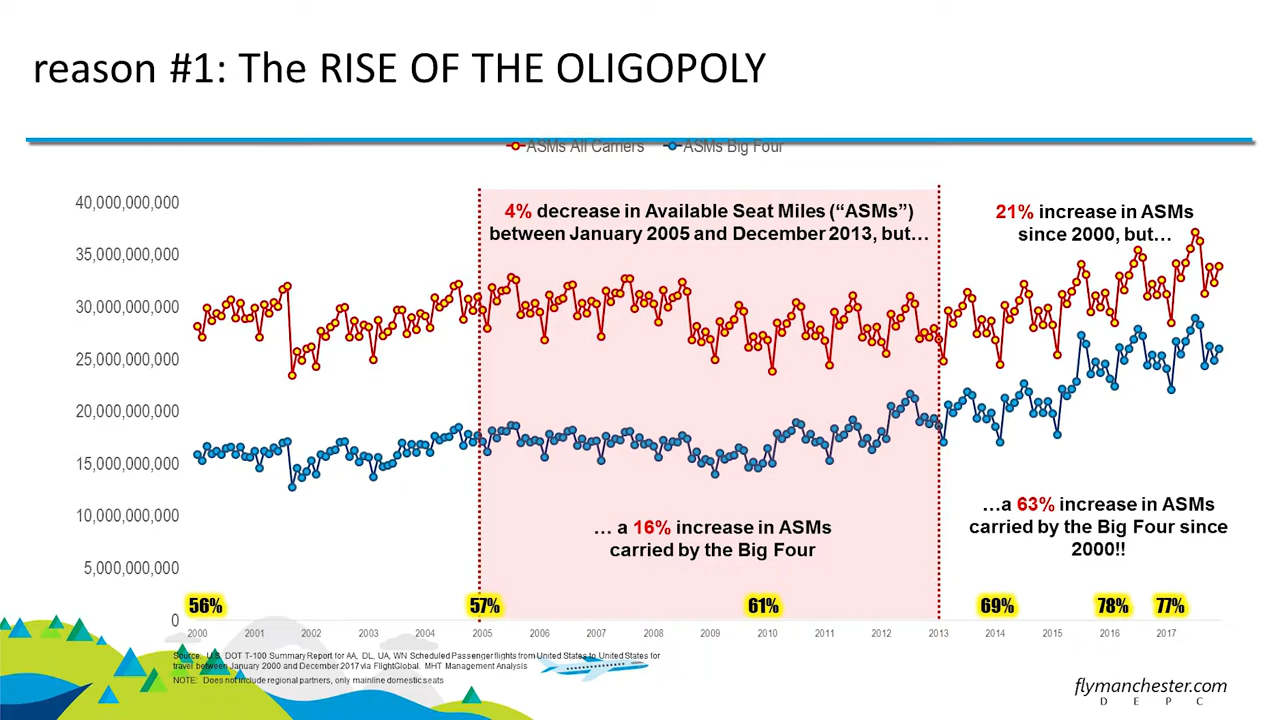 reason #1: The RISE OF THE OLIGOPOLY
ASMs All Carriers ASMs Big Four
40,000,000,000
35,000,000,000
30,000,000,000
25,000,000,000
20,000,000,000
15,000,000,000
10,000,000,000
5,000,000,000
0
4% decrease in Available Seat Miles (“ASMs”)
between January 2005 and December 2013, but…
21% increase in ASMs
since 2000, but…
… a 16% increase in ASMs
carried by the Big Four
…a 63% increase in ASMs
carried by the Big Four since
2000!!
56% 57% 61% 69% 78% 77%
2000 2001 2002 2003 2004 2005 2006 2007 2008 2009 2010 2011 2012 2013 2014 2015 2016 2017
Source: U.S. DOT T-100 Summary Report for AA, DL, UA, WN Scheduled Passenger flights from United States to United States for
travel between January 2000 and December 2017 via FlightGlobal. MHT Management Analysis
NOTE: Does not include regional partners, only mainline domestic seats
flymanchester.com
D E P C